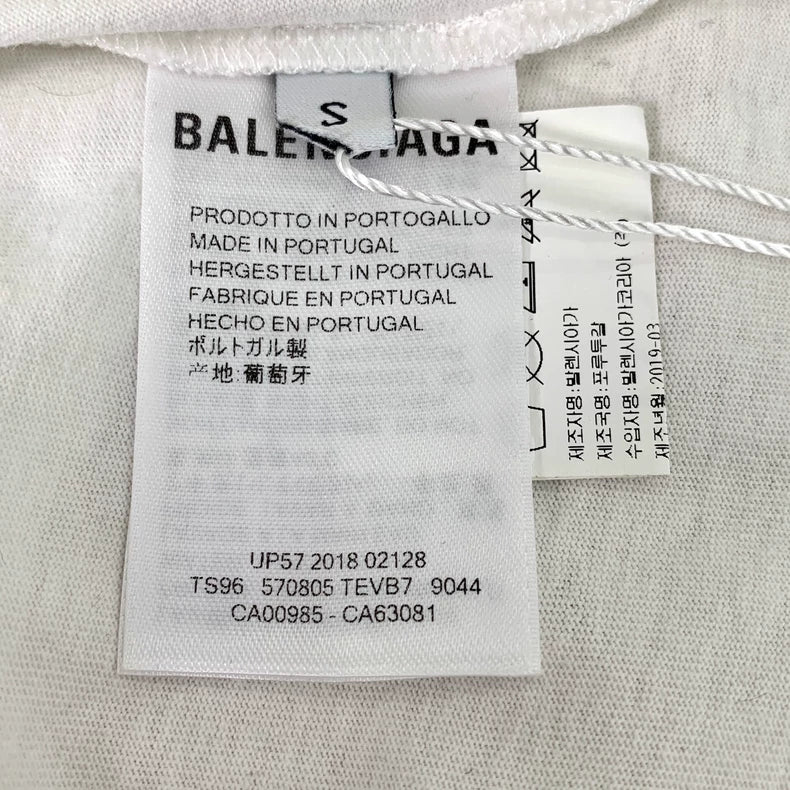 S
BALENCIAGA
PRODOTTO IN PORTOGALLO
MADE IN PORTUGAL
HERGESTELLT IN PORTUGAL
FABRIQUE EN PORTUGAL
HECHO EN PORTUGAL
ポルトガル製
产地:葡萄牙
UP57 2018 02128
TS96 570805 TEVB7 9044
CA00985 - CA63081
제조자명:발렌시아가
제조국명:포루투갈
수입자명:발렌시아가코리아 (주)
제조년월:2019-03